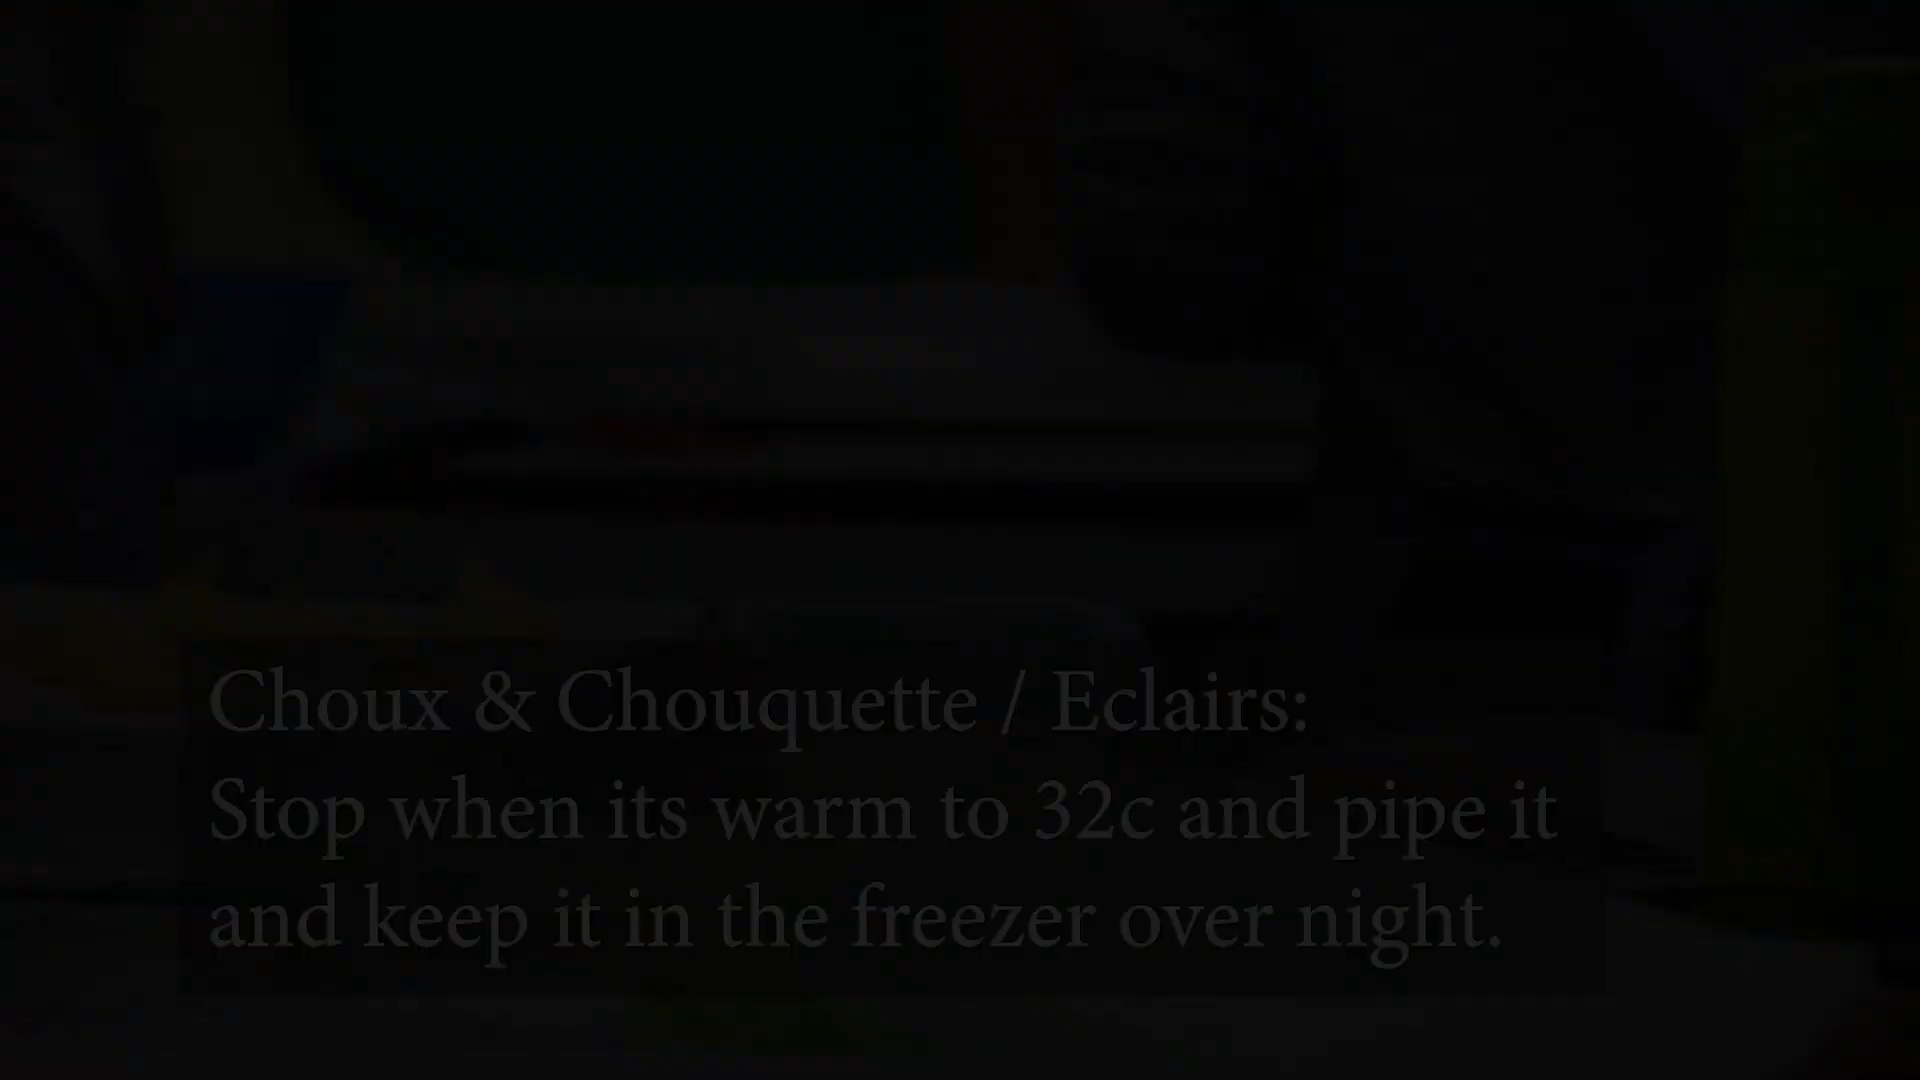 Choux & Chouquette / Eclairs:
Stop when its warm to 32c and pipe it
and keep it in the freezer over night.